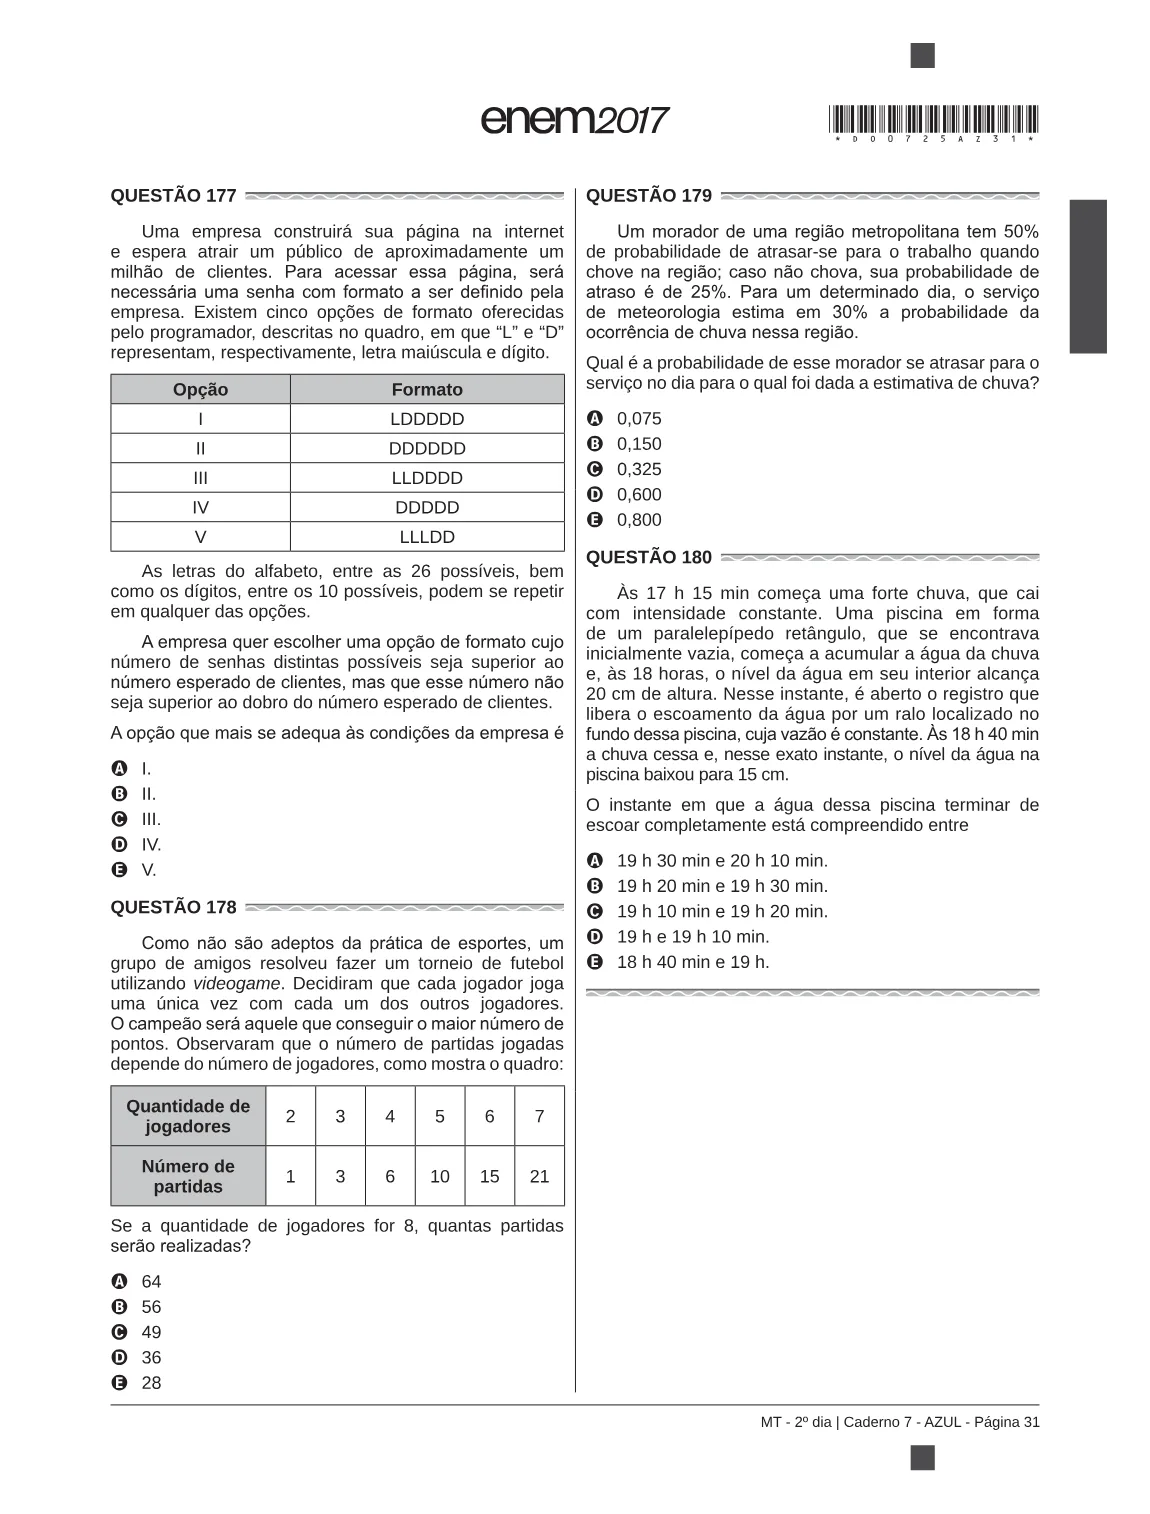 enem2017
*D00725AZ31*
QUESTÃO 177
Uma empresa construirá sua página na internet
e espera atrair um público de aproximadamente um
milhão de clientes. Para acessar essa página, será
necessária uma senha com formato a ser definido pela
empresa. Existem cinco opções de formato oferecidas
pelo programador, descritas no quadro, em que “L” e “D”
representam, respectivamente, letra maiúscula e dígito.
Opção Formato
I LDDDDD
II DDDDDD
III LLDDDD
IV DDDDD
V LLLDD
As letras do alfabeto, entre as 26 possíveis, bem
como os dígitos, entre os 10 possíveis, podem se repetir
em qualquer das opções.
A empresa quer escolher uma opção de formato cujo
número de senhas distintas possíveis seja superior ao
número esperado de clientes, mas que esse número não
seja superior ao dobro do número esperado de clientes.
A opção que mais se adequa às condições da empresa é
A I.
B II.
C III.
D IV.
E V.
QUESTÃO 178
Como não são adeptos da prática de esportes, um
grupo de amigos resolveu fazer um torneio de futebol
utilizando videogame. Decidiram que cada jogador joga
uma única vez com cada um dos outros jogadores.
O campeão será aquele que conseguir o maior número de
pontos. Observaram que o número de partidas jogadas
depende do número de jogadores, como mostra o quadro:
Quantidade de
jogadores 2 3 4 5 6 7
Número de
partidas 1 3 6 10 15 21
Se a quantidade de jogadores for 8, quantas partidas
serão realizadas?
A 64
B 56
C 49
D 36
E 28
QUESTÃO 179
Um morador de uma região metropolitana tem 50%
de probabilidade de atrasar-se para o trabalho quando
chove na região; caso não chova, sua probabilidade de
atraso é de 25%. Para um determinado dia, o serviço
de meteorologia estima em 30% a probabilidade da
ocorrência de chuva nessa região.
Qual é a probabilidade de esse morador se atrasar para o
serviço no dia para o qual foi dada a estimativa de chuva?
A 0,075
B 0,150
C 0,325
D 0,600
E 0,800
QUESTÃO 180
Às 17 h 15 min começa uma forte chuva, que cai
com intensidade constante. Uma piscina em forma
de um paralelepípedo retângulo, que se encontrava
inicialmente vazia, começa a acumular a água da chuva
e, às 18 horas, o nível da água em seu interior alcança
20 cm de altura. Nesse instante, é aberto o registro que
libera o escoamento da água por um ralo localizado no
fundo dessa piscina, cuja vazão é constante. Às 18 h 40 min
a chuva cessa e, nesse exato instante, o nível da água na
piscina baixou para 15 cm.
O instante em que a água dessa piscina terminar de
escoar completamente está compreendido entre
A 19 h 30 min e 20 h 10 min.
B 19 h 20 min e 19 h 30 min.
C 19 h 10 min e 19 h 20 min.
D 19 h e 19 h 10 min.
E 18 h 40 min e 19 h.
MT - 2º dia | Caderno 7 - AZUL - Página 31